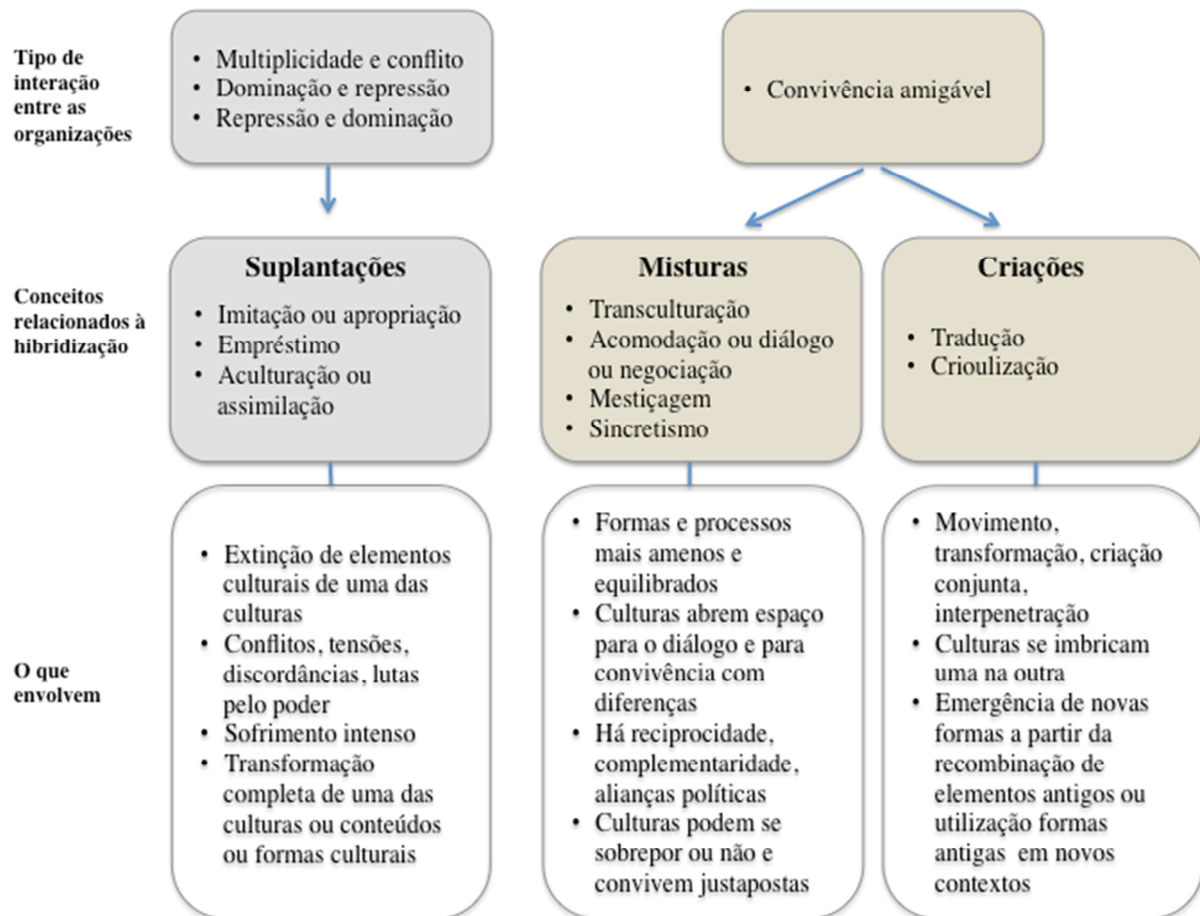 Tipo de
interação
entre as
organizações
• Multiplicidade e conflito
• Dominação e repressão
• Repressão e dominação
• Convivência amigável
Conceitos
relacionados à
hibridização
Suplantações
• Imitação ou apropriação
• Empréstimo
• Aculturação ou
assimilação
Misturas
• Transculturação
• Acomodação ou diálogo
ou negociação
• Mestiçagem
• Sincretismo
Criações
• Tradução
• Crioulização
O que
envolvem
• Extinção de elementos
culturais de uma das
culturas
• Conflitos, tensões,
discordâncias, lutas
pelo poder
• Sofrimento intenso
• Transformação
completa de uma das
culturas ou conteúdos
ou formas culturais
• Formas e processos
mais amenos e
equilibrados
• Culturas abrem espaço
para o diálogo e para
convivência com
diferenças
• Há reciprocidade,
complementaridade,
alianças políticas
• Culturas podem se
sobrepor ou não e
convivem justapostas
• Movimento,
transformação, criação
conjunta,
interpenetração
• Culturas se imbricam
uma na outra
• Emergência de novas
formas a partir da
recombinação de
elementos antigos ou
utilização formas
antigas em novos
contextos